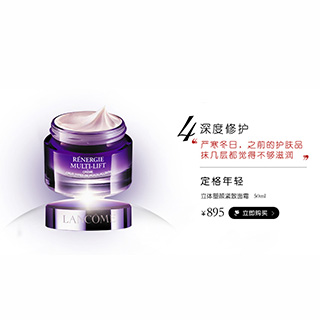 4 深度修护
“严寒冬日，之前的护肤品
抹几层都觉得不够滋润”
定格年轻
立体塑颜紧致面霜 50ml
¥895 立即购买
RÉNERGIE
MULTI-LIFT
CRÈME
LANCÔME